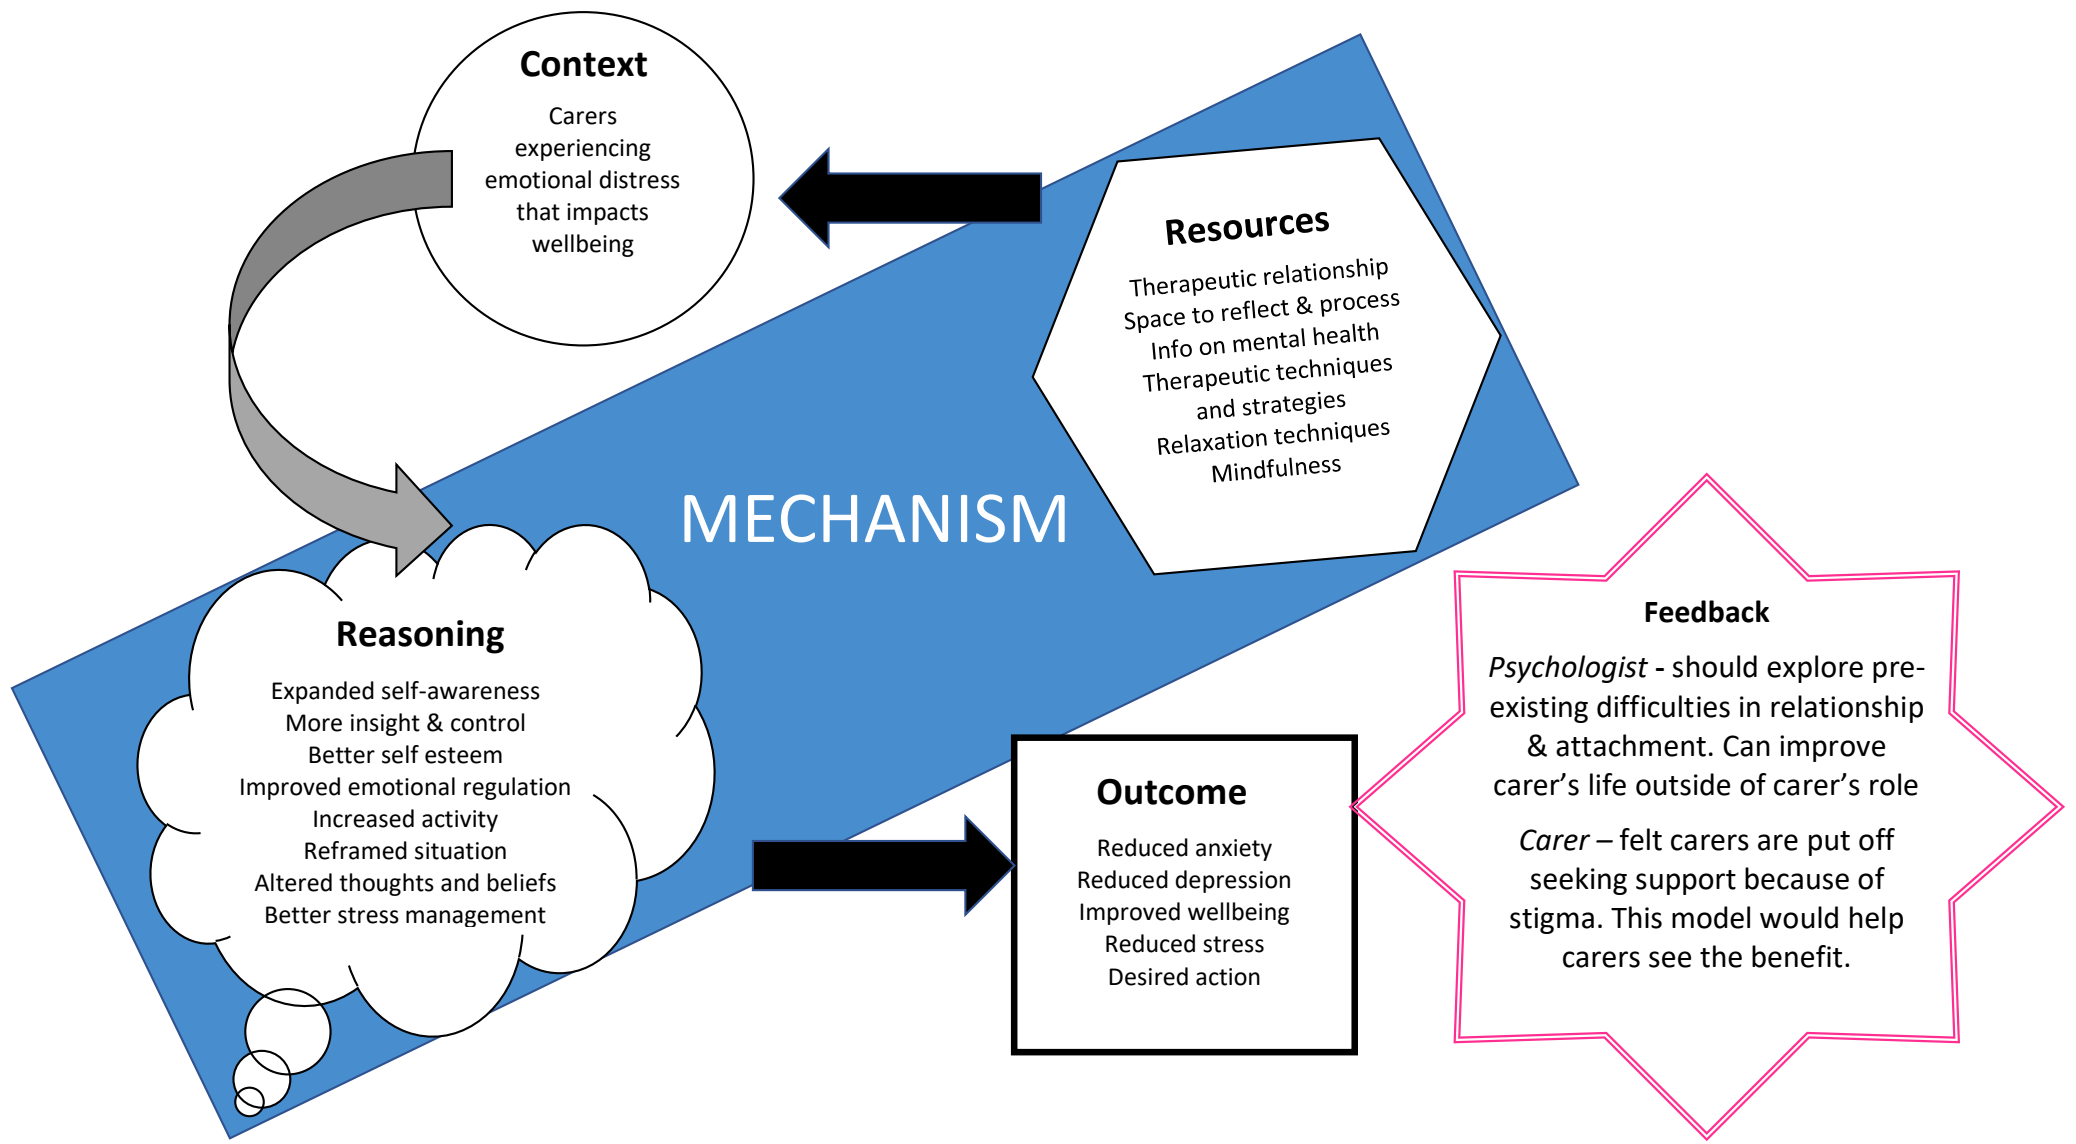 Context
Carers
experiencing
emotional distress
that impacts
wellbeing
Resources
Therapeutic relationship
Space to reflect & process
Info on mental health
Therapeutic techniques
and strategies
Relaxation techniques
Mindfulness
MECHANISM
Reasoning
Expanded self-awareness
More insight & control
Better self esteem
Improved emotional regulation
Increased activity
Reframed situation
Altered thoughts and beliefs
Better stress management
Outcome
Reduced anxiety
Reduced depression
Improved wellbeing
Reduced stress
Desired action
Feedback
Psychologist - should explore pre-
existing difficulties in relationship
& attachment. Can improve
carer’s life outside of carer’s role
Carer – felt carers are put off
seeking support because of
stigma. This model would help
carers see the benefit.